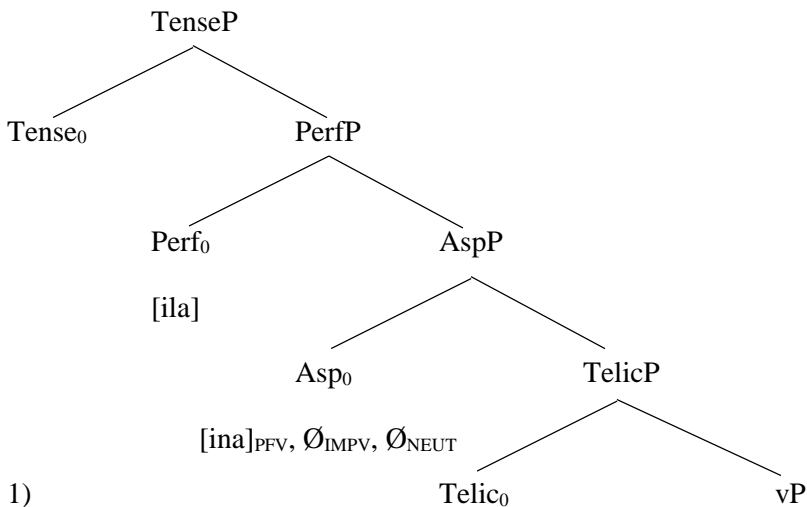 TenseP
Tense₀ PerfP
Perf₀ AspP
[ila]
Asp₀ TelicP
[ina]PFV, ØIMPV, ØNEUT
1) Telic₀ vP